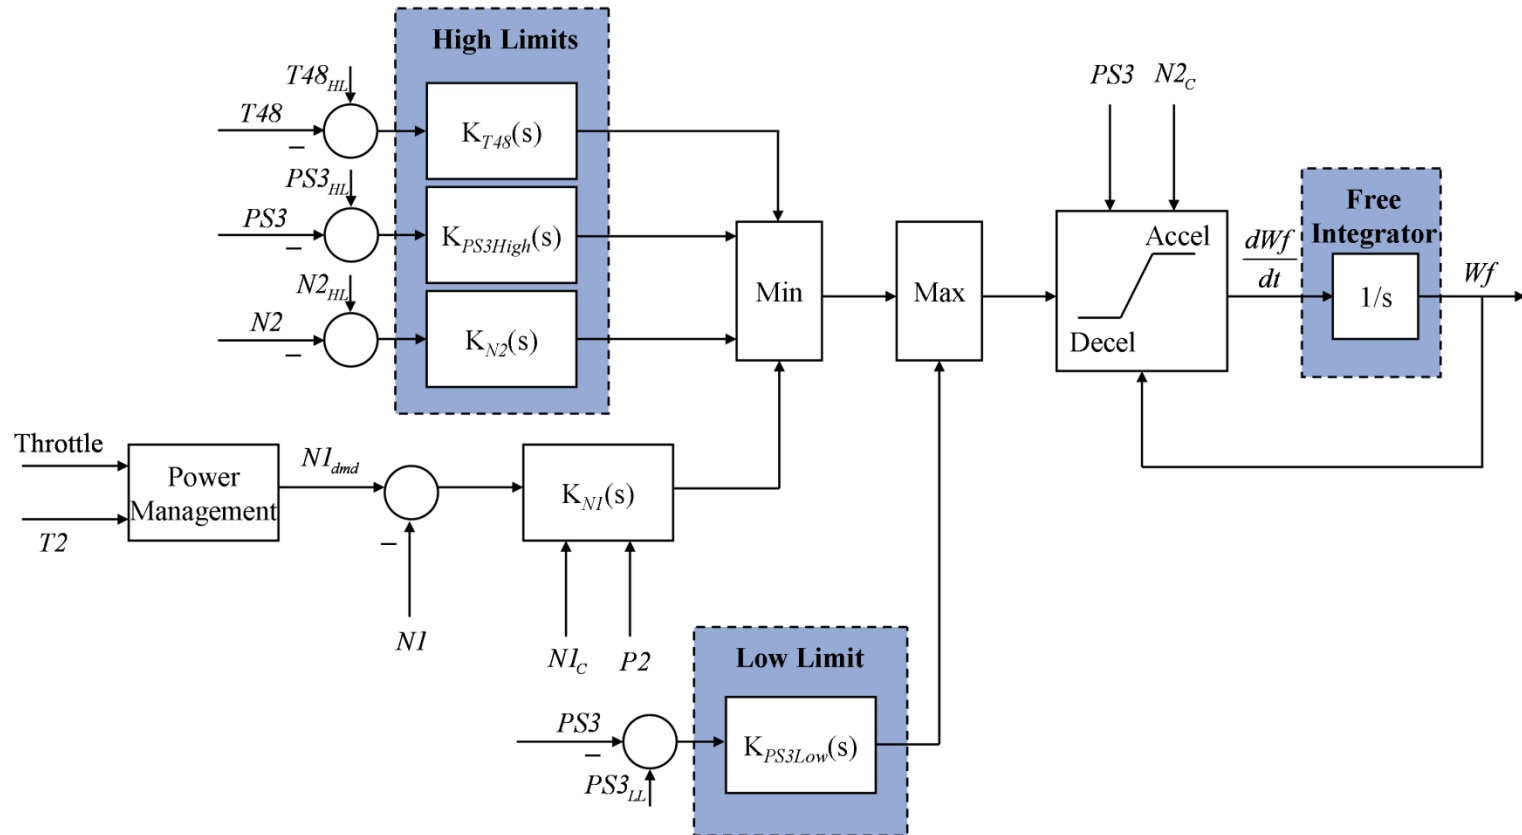 High Limits
T48HL
T48
−
KT48(s)
PS3HL
PS3
−
KPS3High(s)
N2HL
N2
−
KN2(s)
Min
Max
PS3
N2C
Accel
Decel
dWf
dt
Free
Integrator
1/s
Wf
Throttle
T2
Power
Management
N1dmd
−
N1
KN1(s)
N1C
P2
Low Limit
PS3
−
PS3LL
KPS3Low(s)